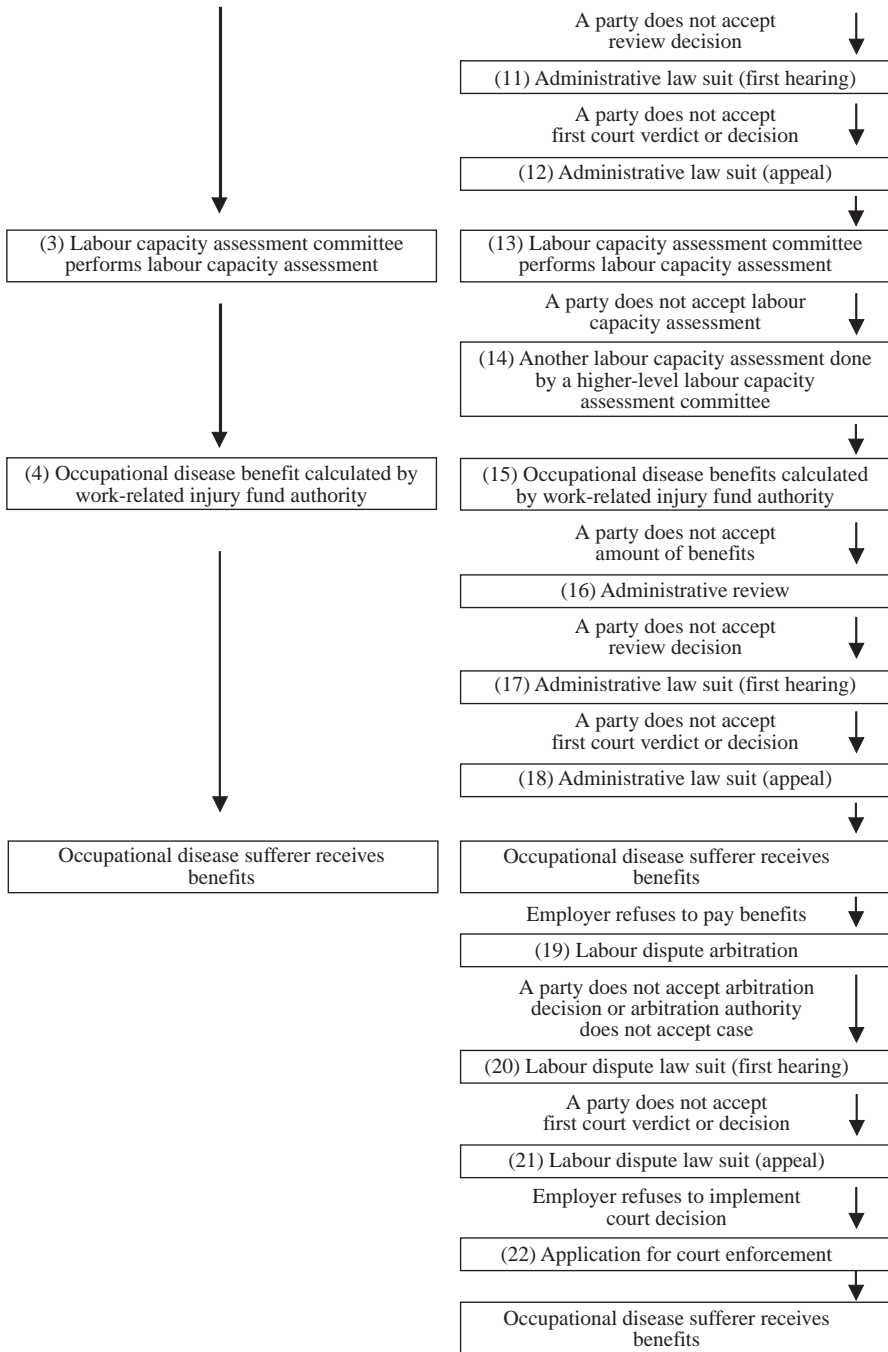 A party does not accept
review decision
(11) Administrative law suit (first hearing)
A party does not accept
first court verdict or decision
(12) Administrative law suit (appeal)
(3) Labour capacity assessment committee
performs labour capacity assessment
(13) Labour capacity assessment committee
performs labour capacity assessment
A party does not accept labour
capacity assessment
(14) Another labour capacity assessment done
by a higher-level labour capacity
assessment committee
(4) Occupational disease benefit calculated by
work-related injury fund authority
(15) Occupational disease benefits calculated
by work-related injury fund authority
A party does not accept
amount of benefits
(16) Administrative review
A party does not accept
review decision
(17) Administrative law suit (first hearing)
A party does not accept
first court verdict or decision
(18) Administrative law suit (appeal)
Occupational disease sufferer receives
benefits
Occupational disease sufferer receives
benefits
Employer refuses to pay benefits
(19) Labour dispute arbitration
A party does not accept arbitration
decision or arbitration authority
does not accept case
(20) Labour dispute law suit (first hearing)
A party does not accept
first court verdict or decision
(21) Labour dispute law suit (appeal)
Employer refuses to implement
court decision
(22) Application for court enforcement
Occupational disease sufferer receives
benefits